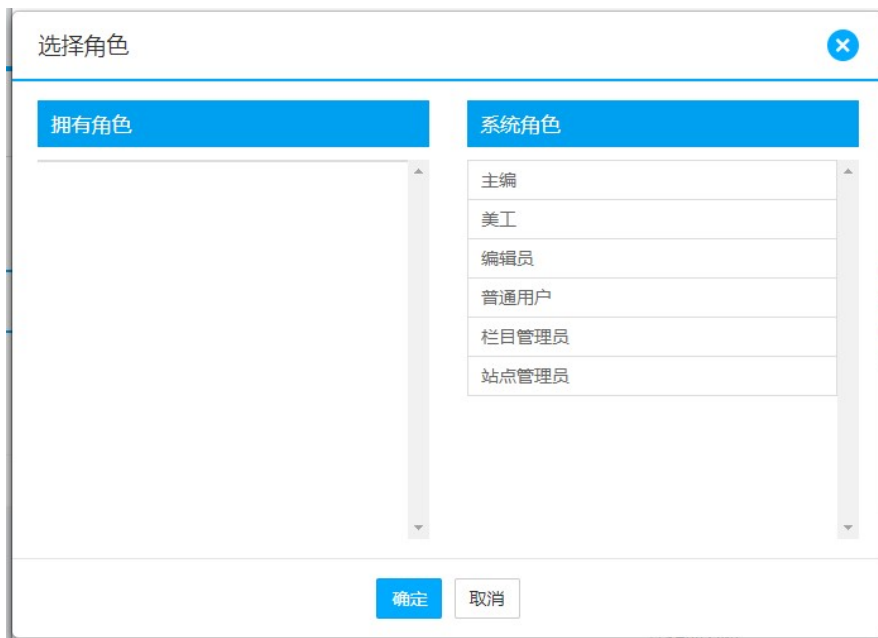 选择角色
拥有角色
系统角色
主编
美工
编辑员
普通用户
栏目管理员
站点管理员
确定
取消